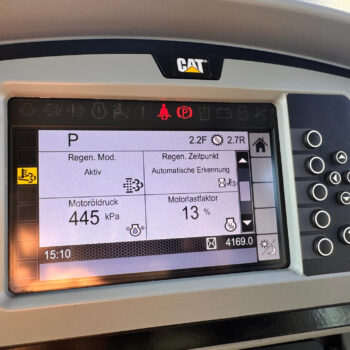 CAT
P
P 2.2F 2.7R
Regen. Mod. Regen. Zeitpunkt
Aktiv Automatische Erkennung
Motoröldruck Motorlastfaktor
445 kPa 13 %
15:10 4169.0